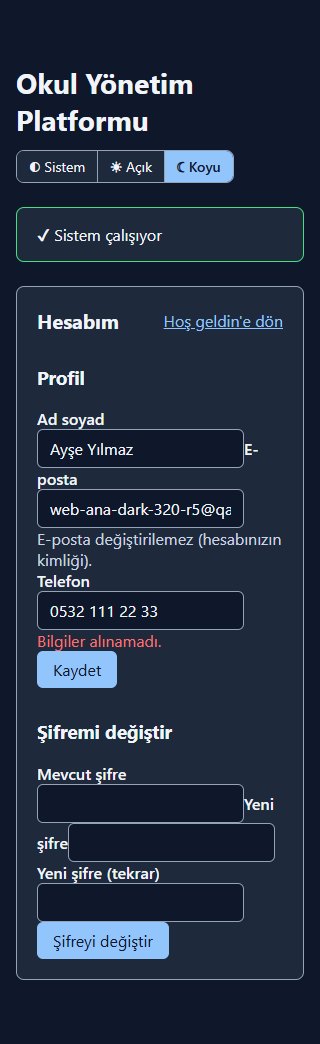 Okul Yönetim
Platformu
Sistem
Açık
Koyu
✓ Sistem çalışıyor
Hesabım
Hoş geldin'e dön
Profil
Ad soyad
Ayşe Yılmaz
E-
posta
web-ana-dark-320-r5@qa
E-posta değiştirilemez (hesabınızın
kimliği).
Telefon
0532 111 22 33
Bilgiler alınamadı.
Kaydet
Şifremi değiştir
Mevcut şifre
Yeni
şifre
Yeni şifre (tekrar)
Şifreyi değiştir